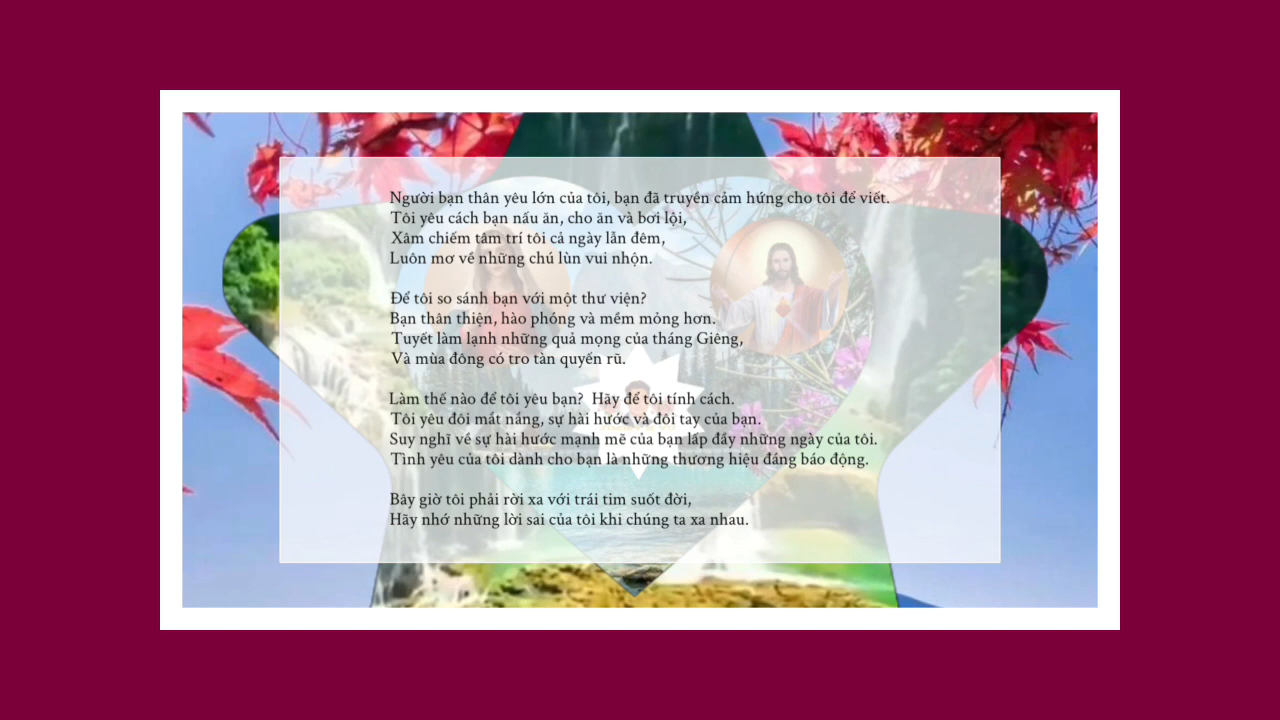 Người bạn thân yêu lớn của tôi, bạn đã truyền cảm hứng cho tôi để viết.
Tôi yêu cách bạn nấu ăn, cho ăn và bơi lội,
Xâm chiếm tâm trí tôi cả ngày lẫn đêm,
Luôn mơ về những chú lùn vui nhộn.
Để tôi so sánh bạn với một thư viện?
Bạn thân thiện, hào phóng và mềm mỏng hơn.
Tuyết làm lạnh những quả mọng của tháng Giêng,
Và mùa đông có tro tàn quyến rũ.
Làm thế nào để tôi yêu bạn?  Hãy để tôi tính cách.
Tôi yêu đôi mắt nắng, sự hài hước và đôi tay của bạn.
Suy nghĩ về sự hài hước mạnh mẽ của bạn lấp đầy những ngày của tôi.
Tình yêu của tôi dành cho bạn là những thương hiệu đáng báo động.
Bây giờ tôi phải rời xa với trái tim suốt đời,
Hãy nhớ những lời sai của tôi khi chúng ta xa nhau.